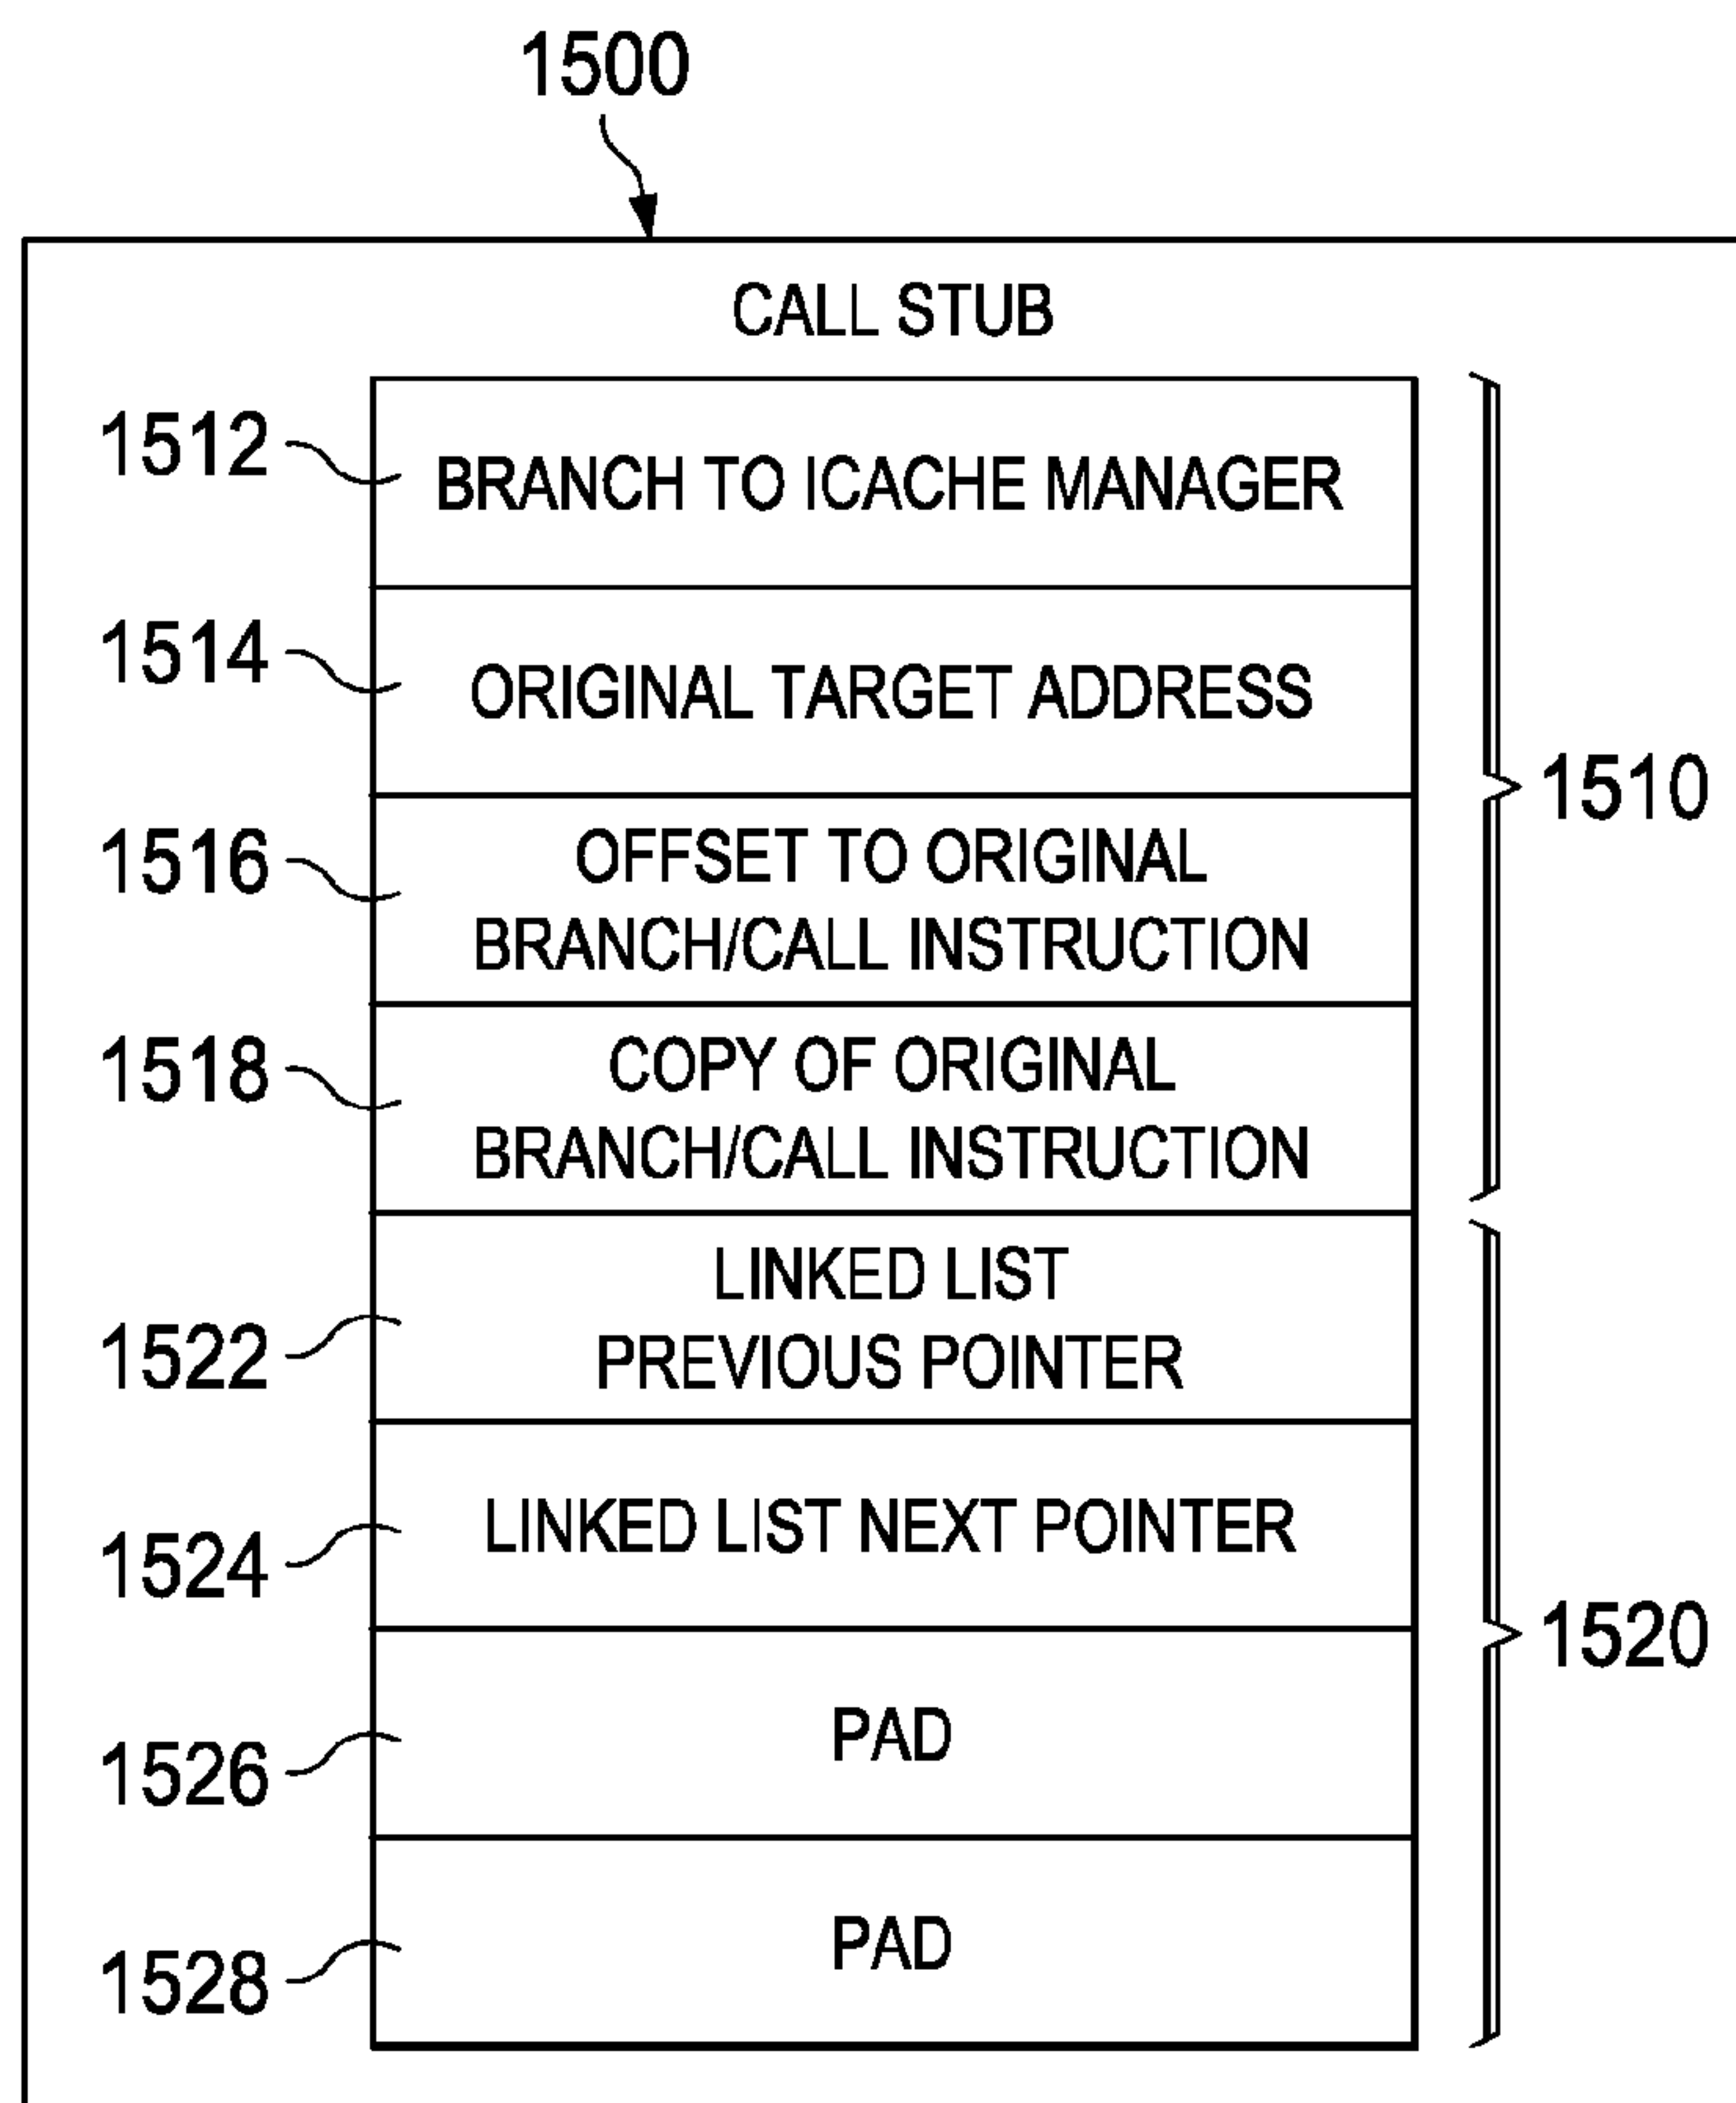 1500
CALL STUB
1512
BRANCH TO ICACHE MANAGER
1514
ORIGINAL TARGET ADDRESS
1510
1516
OFFSET TO ORIGINAL
BRANCH/CALL INSTRUCTION
1518
COPY OF ORIGINAL
BRANCH/CALL INSTRUCTION
1522
LINKED LIST
PREVIOUS POINTER
1524
LINKED LIST NEXT POINTER
1520
1526
PAD
1528
PAD